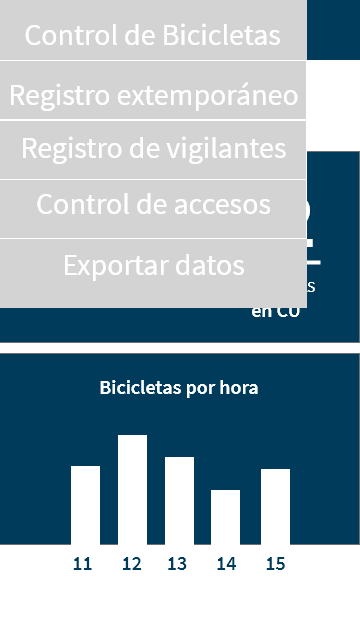 Control de Bicicletas
Registro extemporáneo
Registro de vigilantes
Control de accesos
Exportar datos
en CU
Bicicletas por hora
11 12 13 14 15